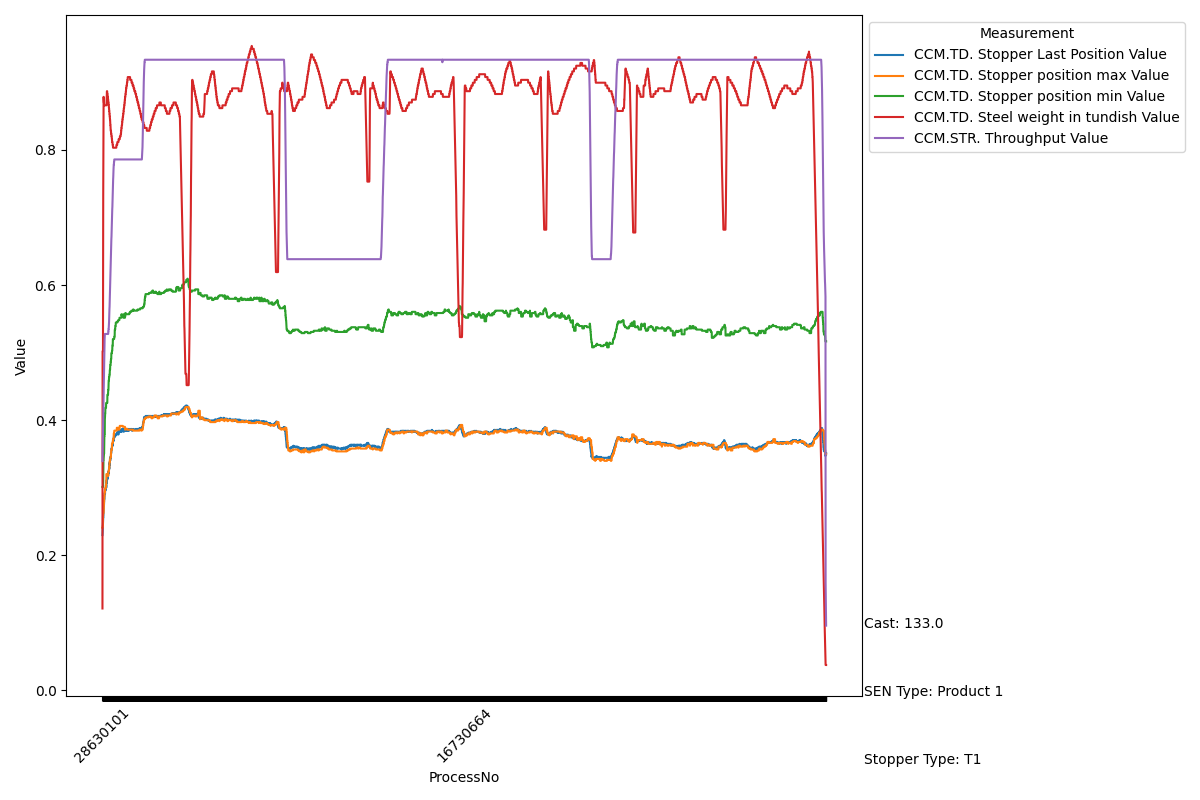 Measurement
CCM.TD. Stopper Last Position Value
CCM.TD. Stopper position max Value
CCM.TD. Stopper position min Value
CCM.TD. Steel weight in tundish Value
CCM.STR. Throughput Value
Value
0.8
0.6
0.4
0.2
0.0
28630101
16730664
ProcessNo
Cast: 133.0
SEN Type: Product 1
Stopper Type: T1